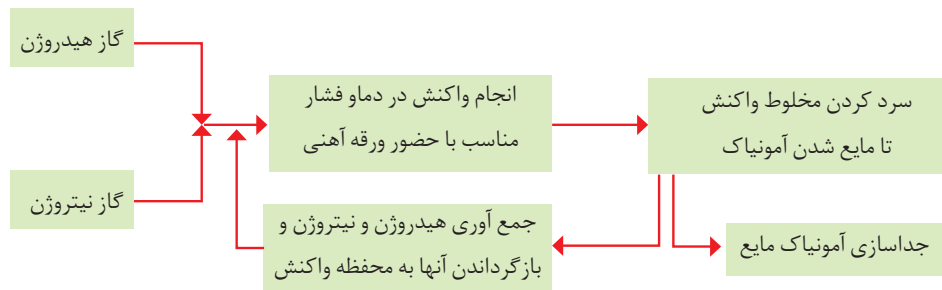 گاز هیدروژن
گاز نیتروژن
انجام واکنش در دماو فشار
مناسب با حضور ورقه آهنی
سرد کردن مخلوط واکنش
تا مایع شدن آمونیاک
جمع آوری هیدروژن و نیتروژن و
بازگرداندن آنها به محفظه واکنش
جداسازی آمونیاک مایع